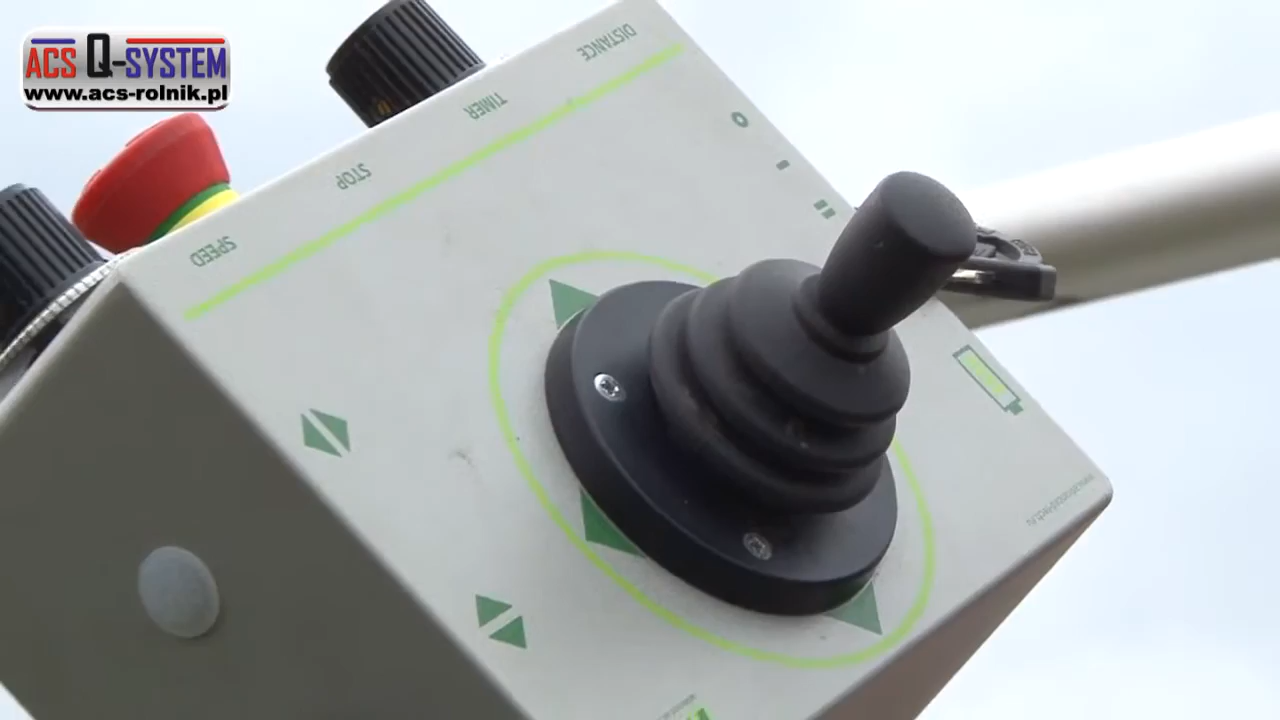 ACS Q-SYSTEM
www.acs-rolnik.pl
DISTANCE
TIMER
STOP
SPEED